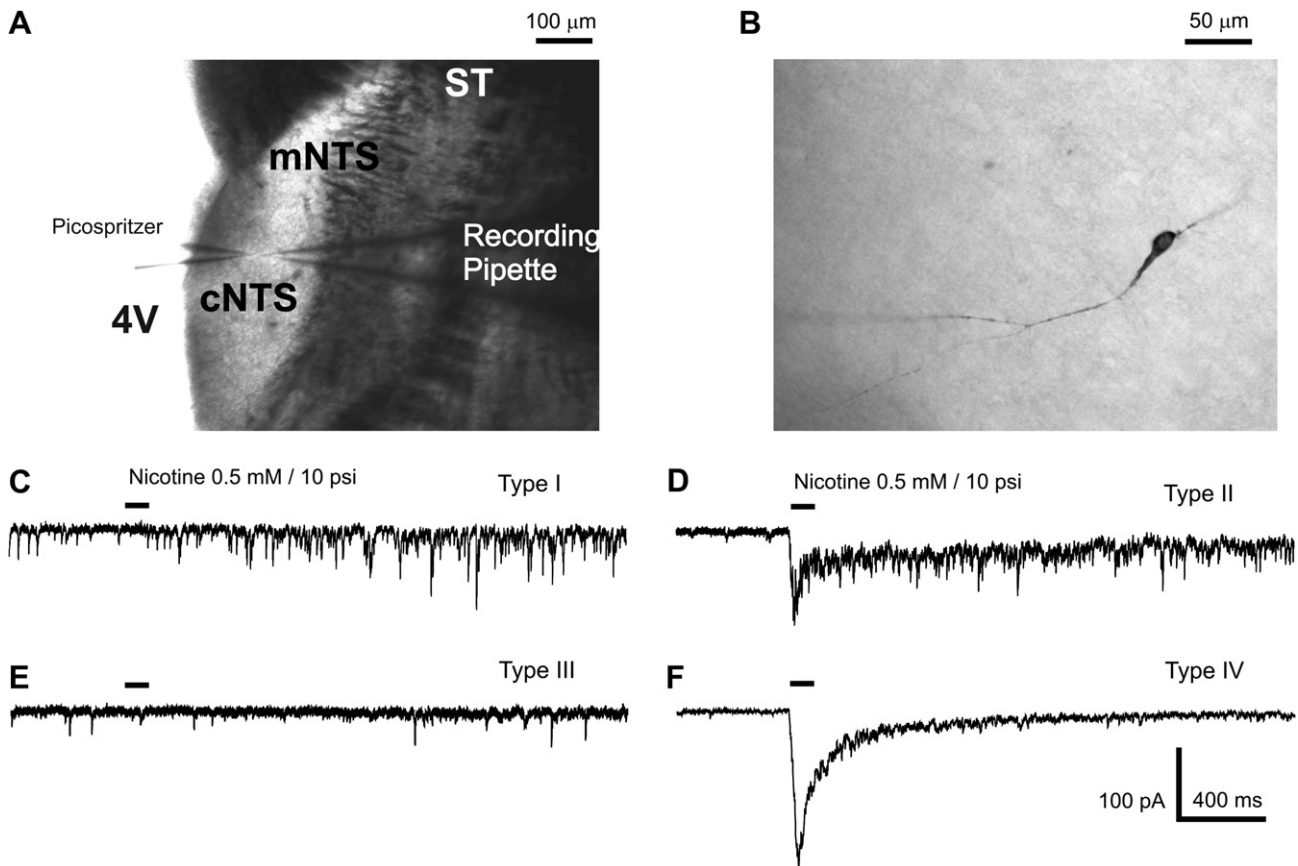 A
100 μm
B
50 μm
ST
mNTS
Picospritzer
Recording
Pipette
cNTS
4V
C
Nicotine 0.5 mM / 10 psi
Type I
D
Nicotine 0.5 mM / 10 psi
Type II
E
Type III
F
Type IV
100 pA
400 ms